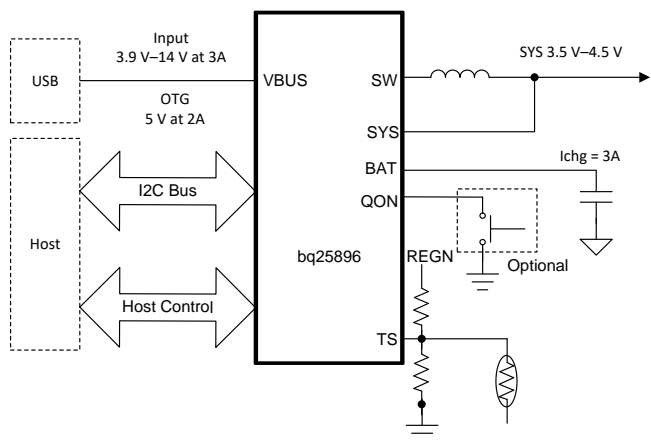 Input
3.9 V–14 V at 3A
SYS 3.5 V–4.5 V
USB
VBUS
SW
OTG
5 V at 2A
SYS
BAT
Ichg = 3A
I2C Bus
QON
Host
bq25896
REGN
Optional
Host Control
TS